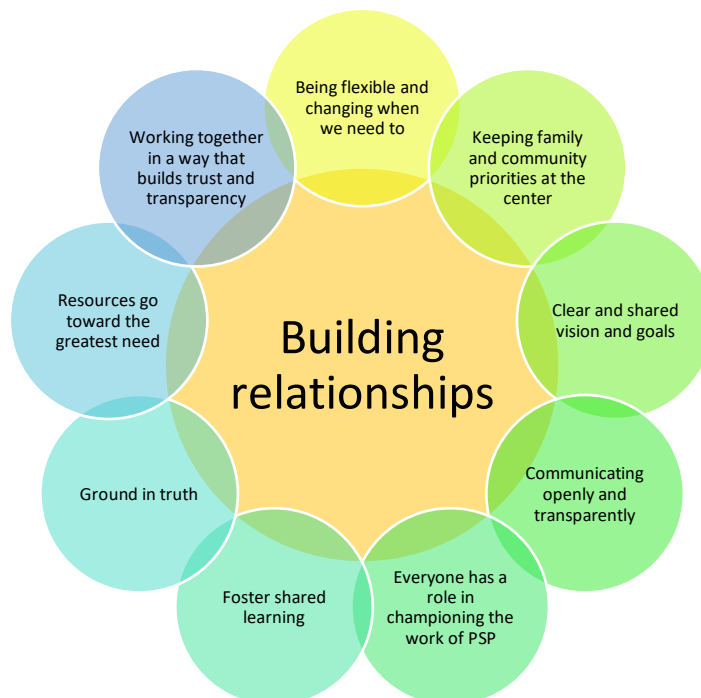 Being flexible and
changing when
we need to
Keeping family
and community
priorities at the
center
Clear and shared
vision and goals
Communicating
openly and
transparently
Everyone has a
role in
championing the
work of PSP
Foster shared
learning
Ground in truth
Resources go
toward the
greatest need
Working together
in a way that
builds trust and
transparency
Building
relationships